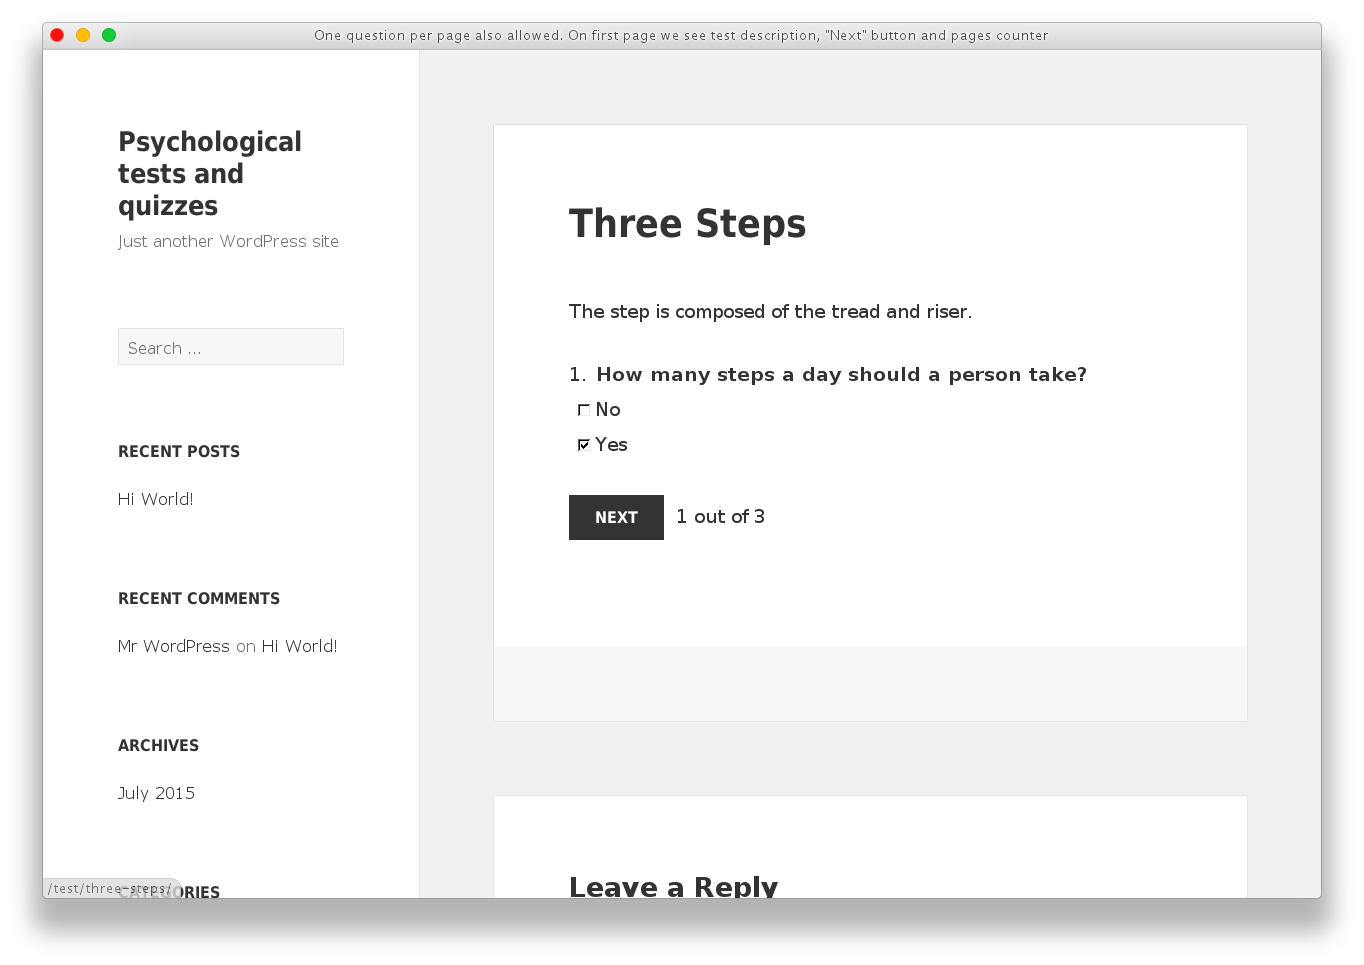 One question per page also allowed. On first page we see test description, "Next" button and pages counter
Psychological
tests and
quizzes
Just another WordPress site
Search ...
RECENT POSTS
Hi World!
RECENT COMMENTS
Mr WordPress on Hi World!
ARCHIVES
July 2015
CATEGORIES
/test/three-steps/
Three Steps
The step is composed of the tread and riser.
1. How many steps a day should a person take?
No
Yes
NEXT 1 out of 3
Leave a Reply